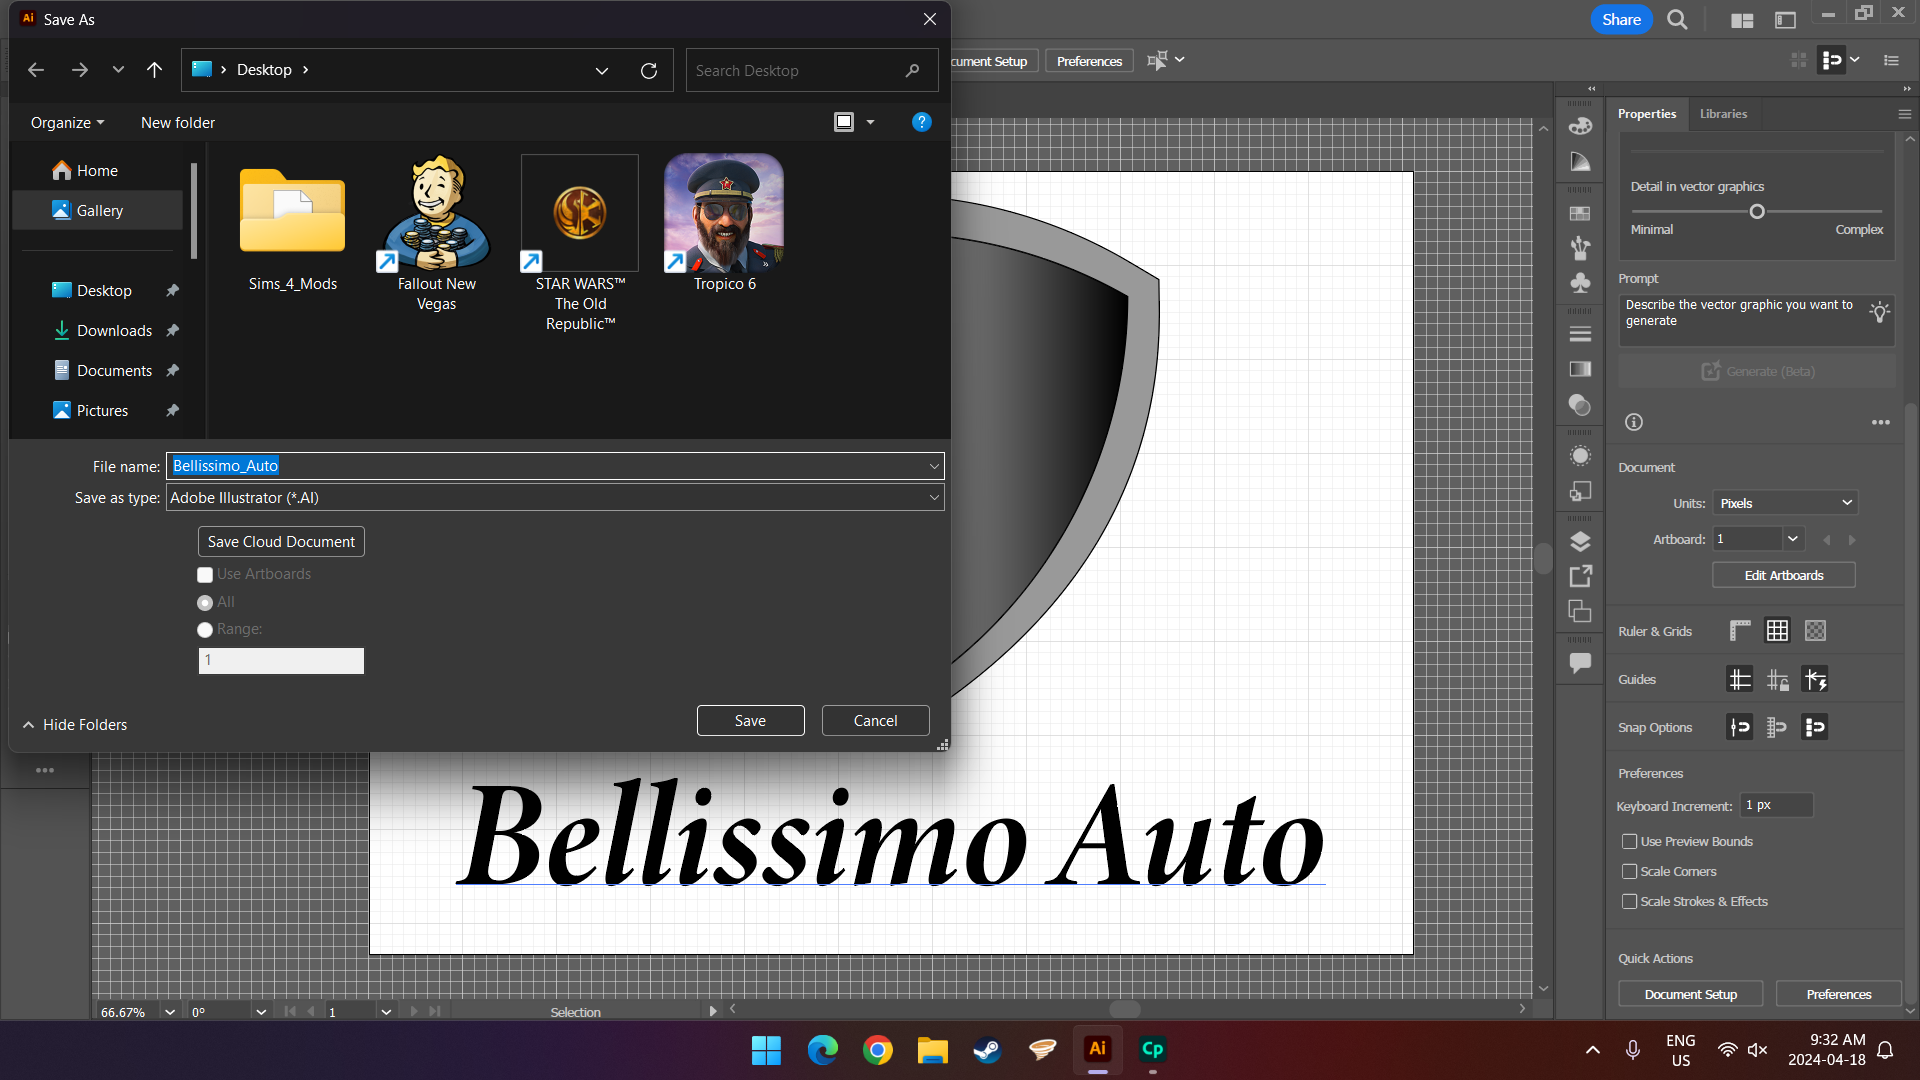 Ai Save As
Share
Desktop
Search Desktop
cument Setup
Preferences
Organize
New folder
Home
Gallery
Desktop
Downloads
Documents
Pictures
Sims_4_Mods
Fallout New
Vegas
STAR WARS™
The Old
Republic™
Tropico 6
File name: Bellissimo_Auto
Save as type: Adobe Illustrator (*.AI)
Save Cloud Document
Use Artboards
All
Range:
1
Hide Folders
Save
Cancel
Bellissimo Auto
Properties
Libraries
Detail in vector graphics
Minimal
Complex
Prompt
Describe the vector graphic you want to
generate
Generate (Beta)
Document
Units: Pixels
Artboard: 1
Edit Artboards
Ruler & Grids
Guides
Snap Options
Preferences
Keyboard Increment: 1 px
Use Preview Bounds
Scale Corners
Scale Strokes & Effects
Quick Actions
Document Setup
Preferences
66.67%
0°
1
Selection
Ai
Cp
ENG
US
9:32 AM
2024-04-18